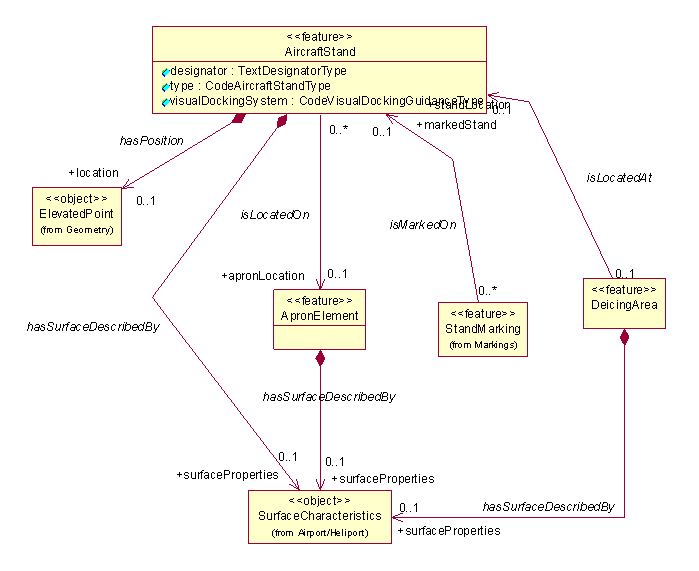 <<feature>>
AircraftStand
designator : TextDesignatorType
type : CodeAircraftStandType
visualDockingSystem : CodeVisualDockingGuidanceType
+standLocation
0..1
+markedStand
0..1
0..*
hasPosition
+location
0..1
isLocatedAt
<<object>>
ElevatedPoint
(from Geometry)
isLocatedOn
isMarkedOn
+apronLocation
0..1
0..*
0..1
<<feature>>
ApronElement
<<feature>>
StandMarking
(from Markings)
<<feature>>
DeicingArea
hasSurfaceDescribedBy
hasSurfaceDescribedBy
0..1
0..1
+surfaceProperties
+surfaceProperties
<<object>>
SurfaceCharacteristics
(from Airport/Heliport)
0..1
hasSurfaceDescribedBy
+surfaceProperties